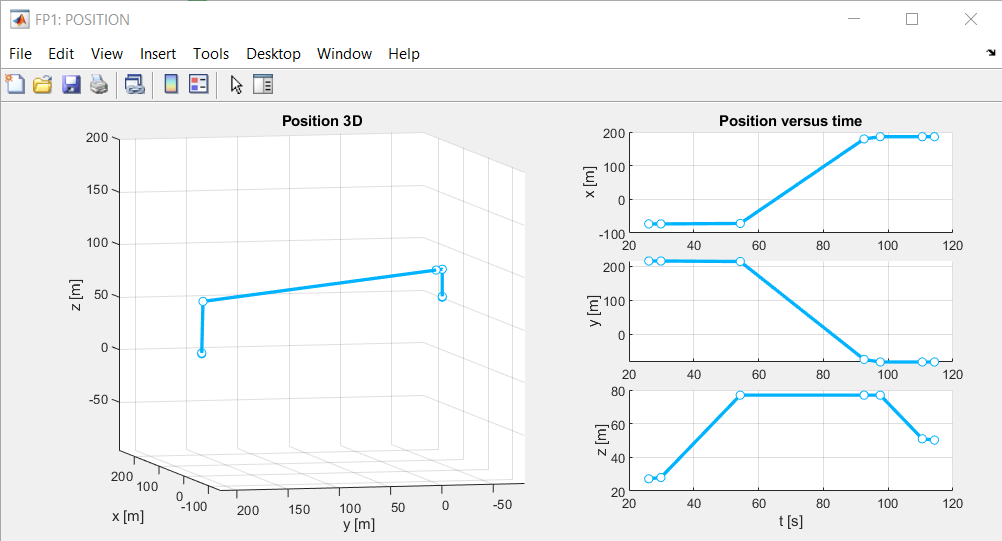 FP1: POSITION
File Edit View Insert Tools Desktop Window Help
Position 3D
200
150
100
50
0
-50
z [m]
200
100
0
-100
x [m]
200
150
100
50
0
-50
y [m]
Position versus time
200
100
0
-100
x [m]
20 40 60 80 100 120
200
100
0
y [m]
20 40 60 80 100 120
80
60
40
20
z [m]
20 40 60 80 100 120
t [s]